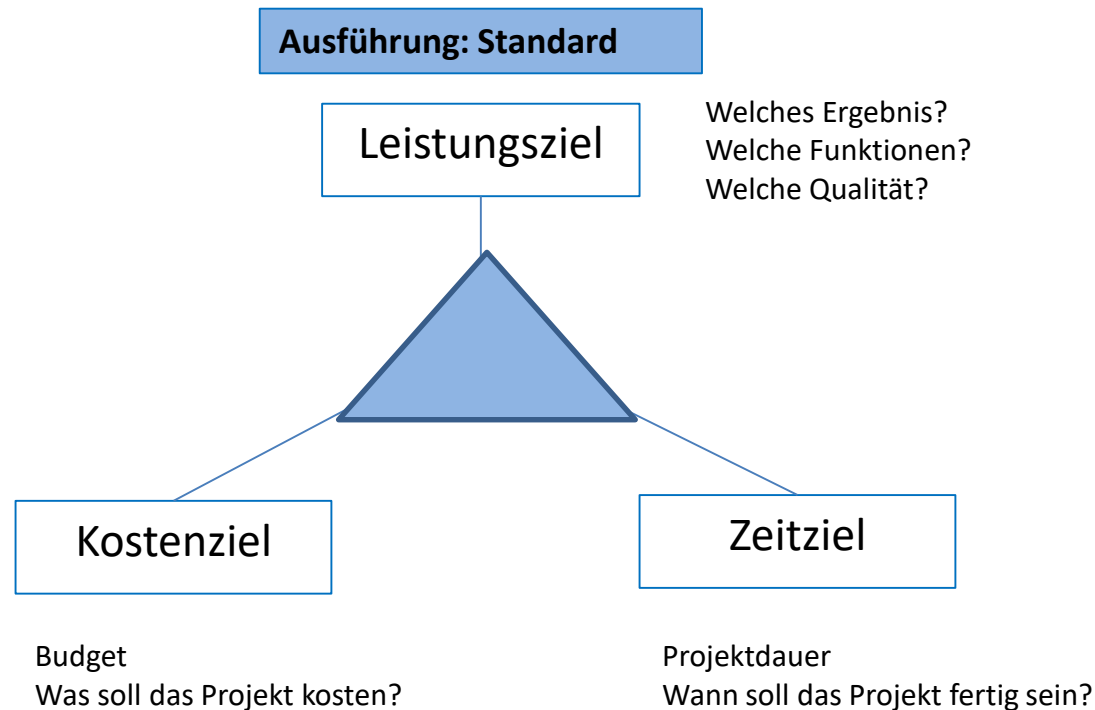 Ausführung: Standard
Leistungsziel
Welches Ergebnis?
Welche Funktionen?
Welche Qualität?
Kostenziel
Zeitziel
Budget
Was soll das Projekt kosten?
Projektdauer
Wann soll das Projekt fertig sein?